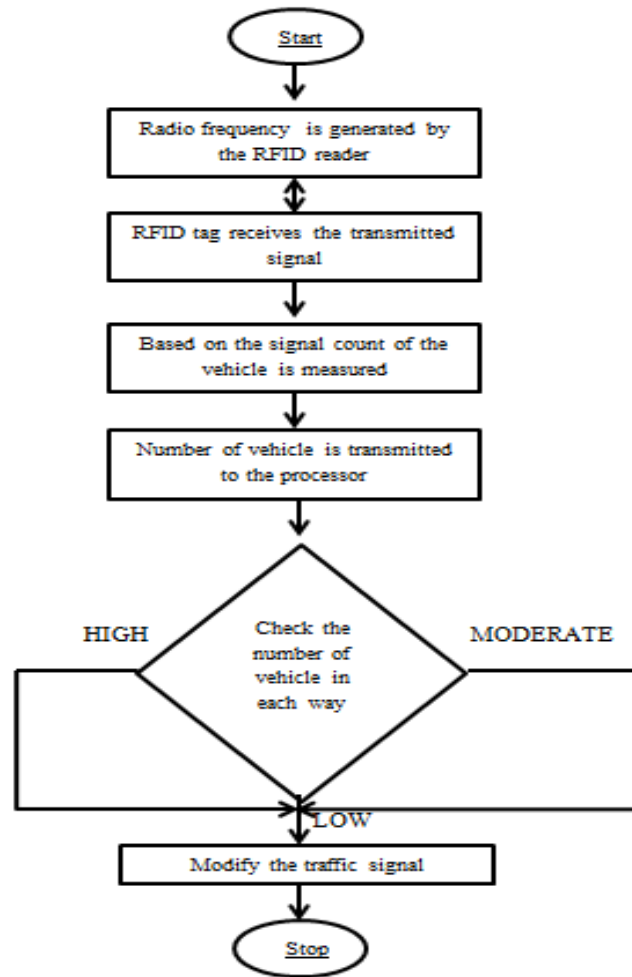 Start
Radio frequency is generated by
the RFID reader
RFID tag receives the transmitted
signal
Based on the signal count of the
vehicle is measured
Number of vehicle is transmitted
to the processor
HIGH
Check the
number of
vehicle in
each way
MODERATE
LOW
Modify the traffic signal
Stop